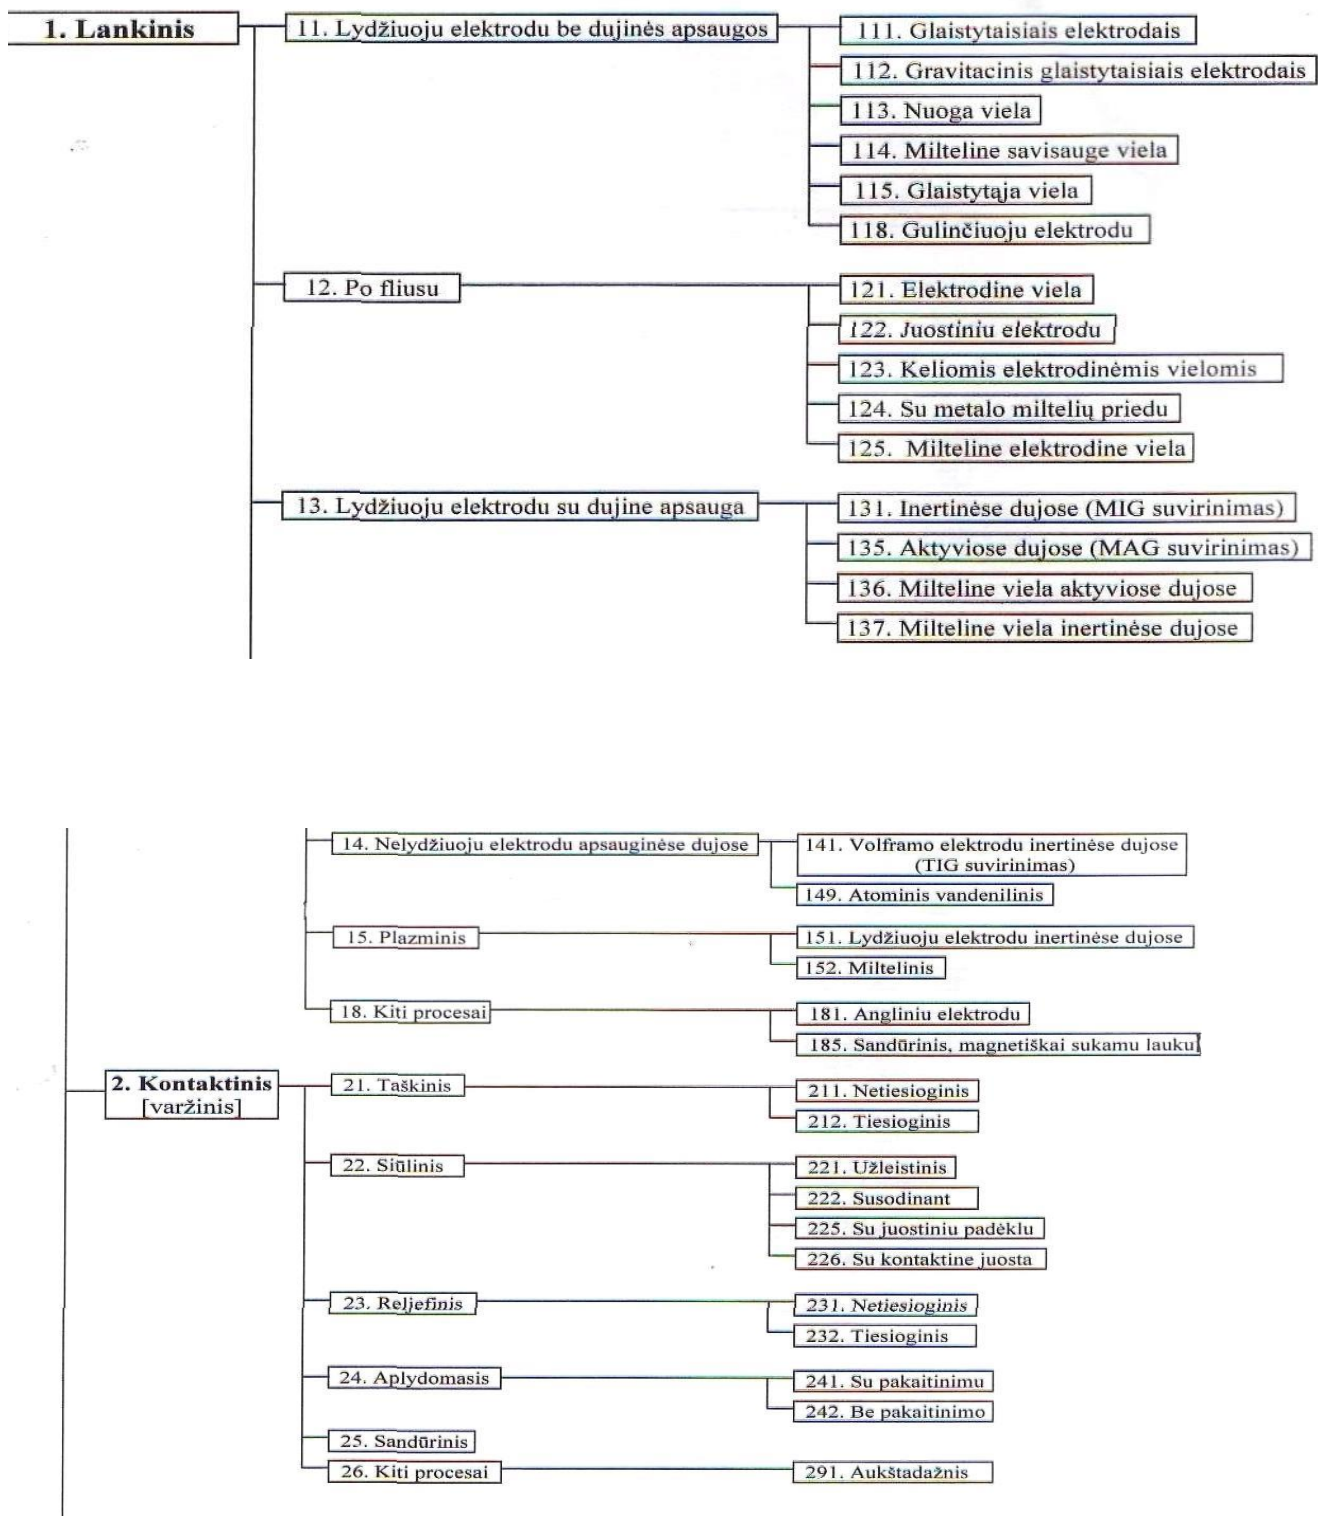 1. Lankinis
11. Lydžiuoju elektrodu be dujinės apsaugos
111. Glaistytaisiais elektrodais
112. Gravitacinis glaistytaisiais elektrodais
113. Nuoga viela
114. Milteline savisauge viela
115. Glaistytąja viela
118. Gulinčiuoju elektrodu
12. Po fliusu
121. Elektrodine viela
122. Juostiniu elektrodu
123. Keliomis elektrodinėmis vielomis
124. Su metalo miltelių priedu
125. Milteline elektrodine viela
13. Lydžiuoju elektrodu su dujine apsauga
131. Inertinėse dujose (MIG suvirinimas)
135. Aktyviose dujose (MAG suvirinimas)
136. Milteline viela aktyviose dujose
137. Milteline viela inertinėse dujose
14. Nelydžiuoju elektrodu apsauginėse dujose
141. Volframo elektrodu inertinėse dujose
(TIG suvirinimas)
149. Atominis vandenilinis
15. Plazminis
151. Lydžiuoju elektrodu inertinėse dujose
152. Miltelinis
18. Kiti procesai
181. Angliniu elektrodu
185. Sandūrinis, magnetiškai sukamu lauku
2. Kontaktinis
[varžinis]
21. Taškinis
211. Netiesioginis
212. Tiesioginis
22. Siūlinis
221. Užleistinis
222. Susodinant
225. Su juostiniu padėklu
226. Su kontaktine juosta
23. Reljefinis
231. Netiesioginis
232. Tiesioginis
24. Aplydomasis
241. Su pakaitinimu
242. Be pakaitinimo
25. Sandūrinis
26. Kiti procesai
291. Aukštadažnis